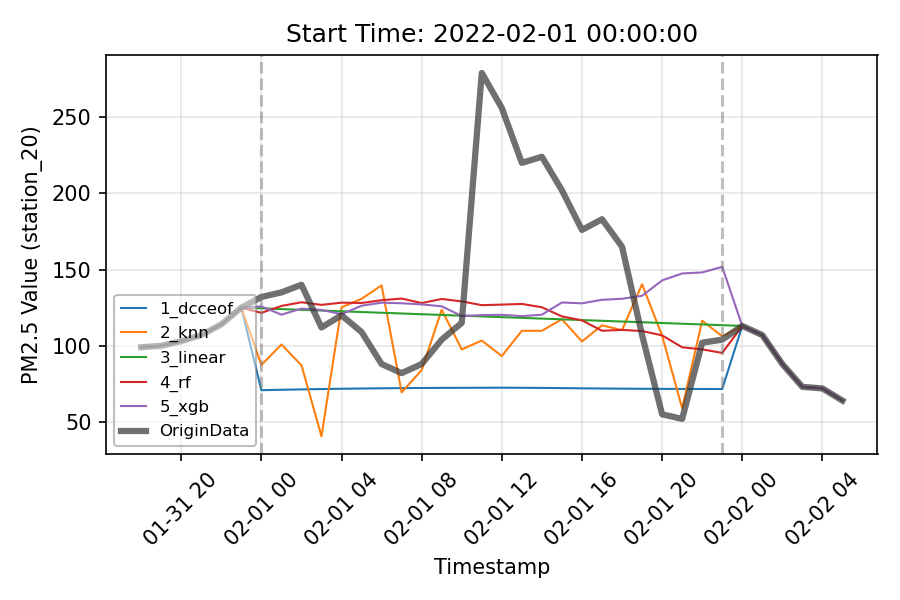 Start Time: 2022-02-01 00:00:00
PM2.5 Value (station_20)
250
200
150
100
50
1_dcceof
2_knn
3_linear
4_rf
5_xgb
OriginData
01-31 20
02-01 00
02-01 04
02-01 08
02-01 12
02-01 16
02-01 20
02-02 00
02-02 04
Timestamp